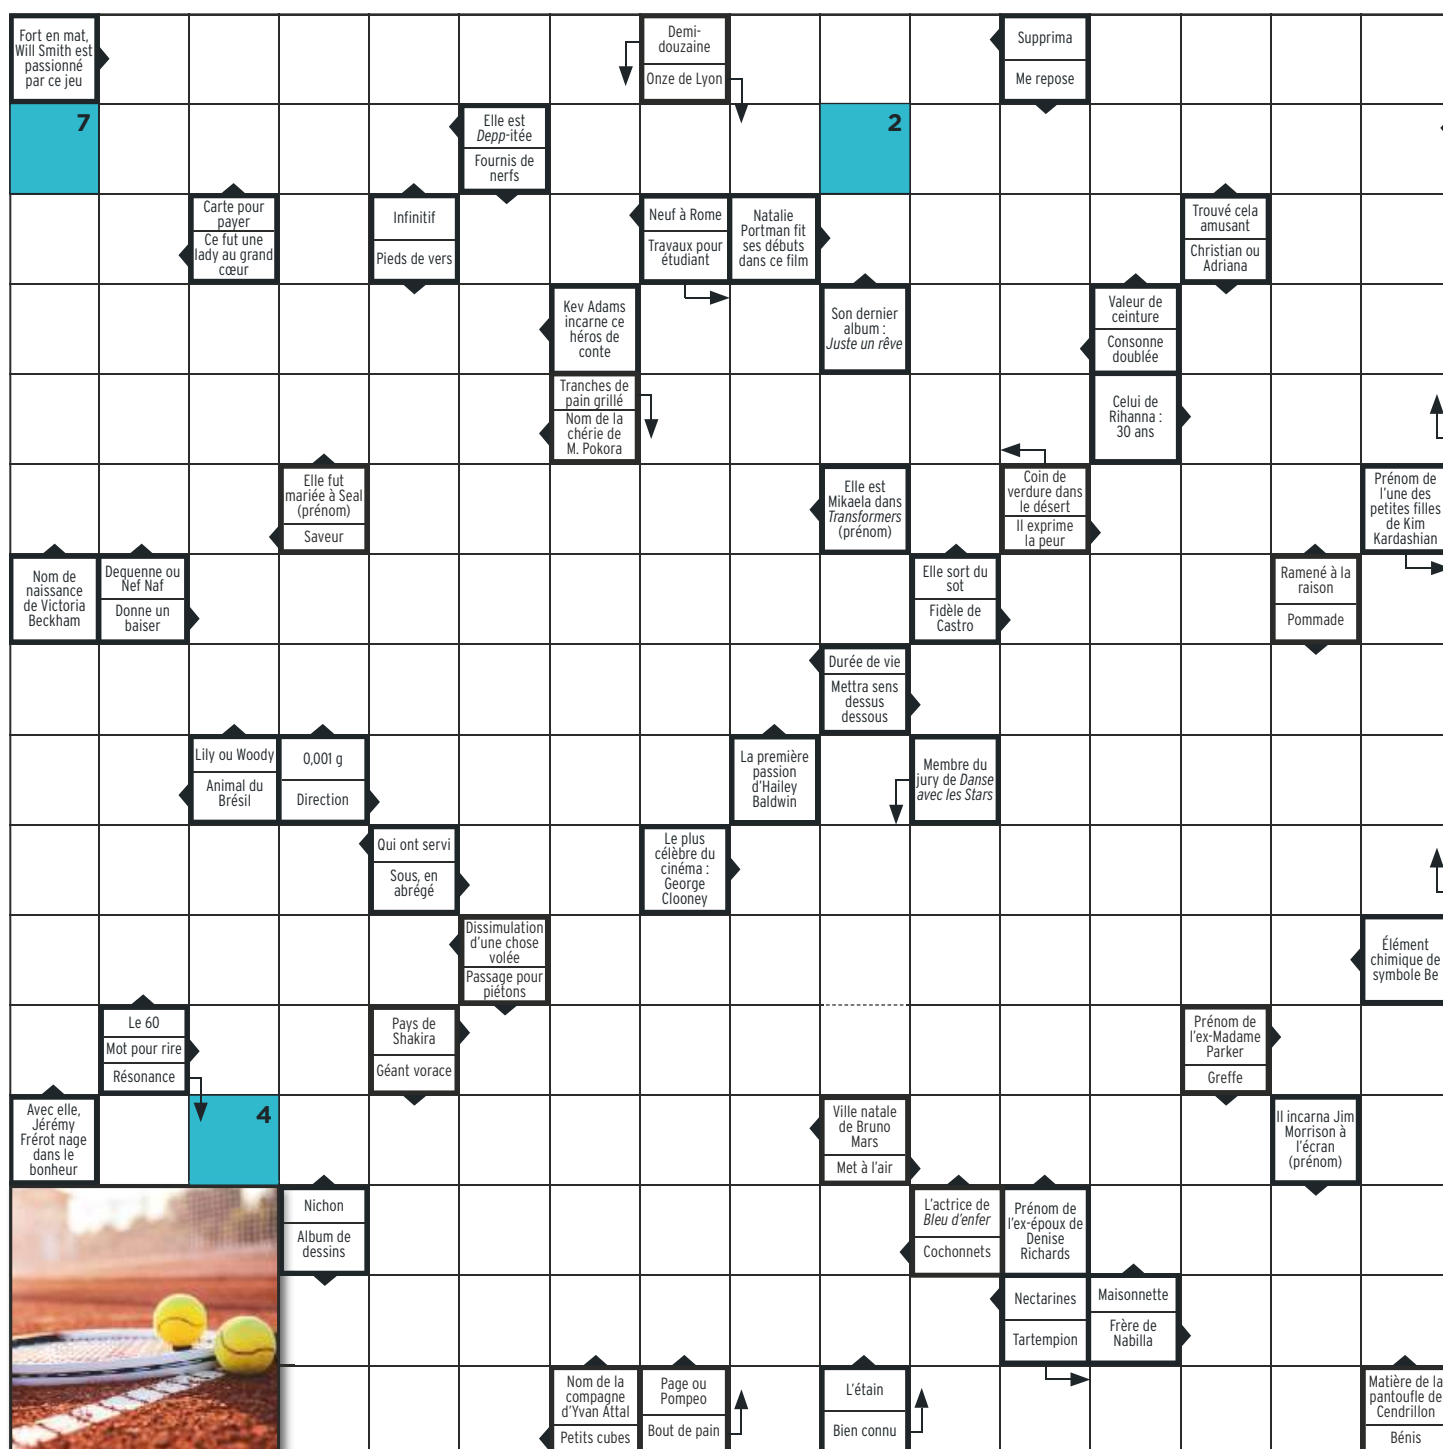 Fort en mat,
Will Smith est
passionné
par ce jeu
Demi-
douzaine
Onze de Lyon
Supprima
Me repose
7
Elle est
Depp-itée
Fournis de
nerfs
2
Carte pour
payer
Ce fut une
lady au grand
cœur
Infinitif
Pieds de vers
Neuf à Rome
Travaux pour
étudiant
Natalie
Portman fit
ses débuts
dans ce film
Trouvé cela
amusant
Christian ou
Adriana
Kev Adams
incarne ce
héros de
conte
Son dernier
album :
Juste un rêve
Valeur de
ceinture
Consonne
doublée
Tranches de
pain grillé
Nom de la
chérie de
M. Pokora
Celui de
Rihanna :
30 ans
Elle fut
mariée à Seal
(prénom)
Saveur
Elle est
Mikaela dans
Transformers
(prénom)
Coin de
verdure dans
le désert
Il exprime
la peur
Prénom de
l'une des
petites filles
de Kim
Kardashian
Nom de
naissance
de Victoria
Beckham
Dequenne ou
Nef Naf
Donne un
baiser
Elle sort du
sot
Fidèle de
Castro
Ramené à la
raison
Pommade
Durée de vie
Mettra sens
dessus
dessous
Lily ou Woody
Animal du
Brésil
0,001 g
Direction
La première
passion
d'Hailey
Baldwin
Membre du
jury de Danse
avec les Stars
Qui ont servi
Sous, en
abrégé
Le plus
célèbre du
cinéma :
George
Clooney
Dissimulation
d'une chose
volée
Passage pour
piétons
Élément
chimique de
symbole Be
Le 60
Mot pour rire
Résonance
Pays de
Shakira
Géant vorace
Prénom de
l'ex-Madame
Parker
Greffe
Avec elle,
Jérémy
Frérot nage
dans le
bonheur
4
Ville natale
de Bruno
Mars
Met à l'air
Il incarna Jim
Morrison à
l'écran
(prénom)
Nichon
Album de
dessins
L'actrice de
Bleu d'enfer
Cochonnets
Prénom de
l'ex-époux de
Denise
Richards
Nectarines
Tartempion
Maisonnette
Frère de
Nabilla
Nom de la
compagne
d'Yvan Attal
Petits cubes
Page ou
Pompeo
Bout de pain
L'étain
Bien connu
Matière de la
pantoufle de
Cendrillon
Bénis